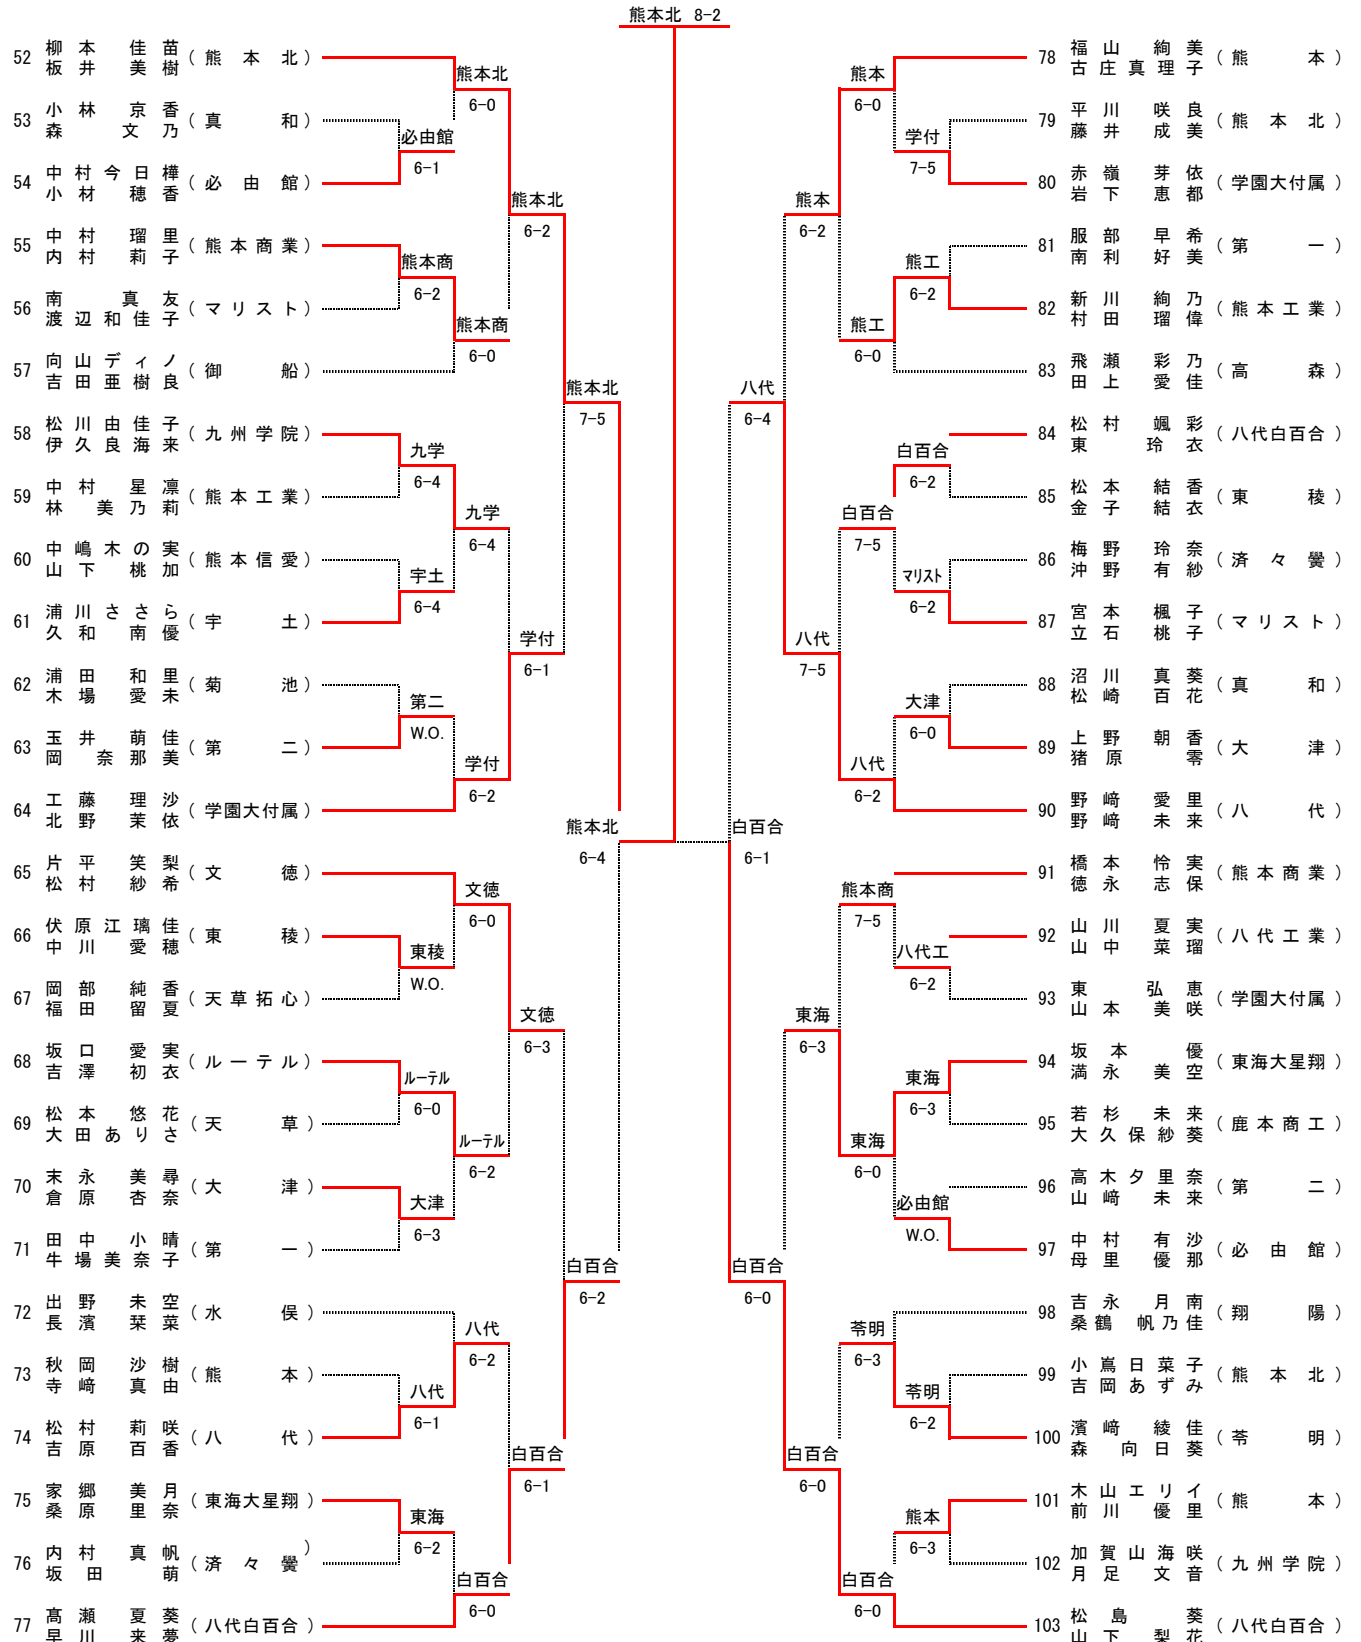 熊本北 8-2
52 柳本 佳苗 板井 美樹 (熊本北)
53 小林 京香 森 文乃 (真和)
54 中村今日樺 小材 穂香 (必由館)
55 中村 瑠里 内村 莉子 (熊本商業)
56 南 真友 渡辺和佳子 (マリスト)
57 向山ディノ 吉田亜樹良 (御船)
58 松川由佳子 伊久良海来 (九州学院)
59 中村 星凛 林 美乃莉 (熊本工業)
60 中嶋木の実 山下 桃加 (熊本信愛)
61 浦川ささら 久和 南優 (宇土)
62 浦田 和里 木場 愛未 (菊池)
63 玉井 萌佳 岡 奈那美 (第二)
64 工藤 理沙 北野 茉依 (学園大付属)
65 片平 笑梨 松村 紗希 (文徳)
66 伏原江璃佳 中川 愛穂 (東稜)
67 岡部 純香 福田 留夏 (天草拓心)
68 坂口 愛実 吉澤 初衣 (ルーテル)
69 松本 悠花 大田ありさ (天草)
70 末永 美尋 倉原 杏奈 (大津)
71 田中 小晴 牛場美奈子 (第一)
72 出野 未空 長濱 栞菜 (水俣)
73 秋岡 沙樹 寺﨑 真由 (熊本)
74 松村 莉咲 吉原 百香 (八代)
75 家郷 美月 桑原 里奈 (東海大星翔)
76 内村 真帆 坂田 萌 (済々黌)
77 髙瀬 夏葵 早川 来夢 (八代白百合)
熊本北 6-0
必由館 6-1
熊本北 6-2
熊本商 6-2
熊本商 6-0
熊本北 7-5
九学 6-4
九学 6-4
宇土 6-4
学付 6-1
第二 W.O.
学付 6-2
熊本北 6-4
文徳 6-0
東稜 W.O.
文徳 6-3
ルーテル 6-0
ルーテル 6-2
大津 6-3
白百合 6-2
八代 6-2
八代 6-1
白百合 6-1
東海 6-2
白百合 6-0
78 福山 絢美 古庄真理子 (熊本)
79 平川 咲良 藤井 成美 (熊本北)
80 赤嶺 芽依 岩下 恵都 (学園大付属)
81 服部 早希 南利 好美 (第一)
82 新川 絢乃 村田 瑠偉 (熊本工業)
83 飛瀬 彩乃 田上 愛佳 (高森)
84 松村 颯彩 東 玲衣 (八代白百合)
85 松本 結香 金子 結衣 (東稜)
86 梅野 玲奈 沖野 有紗 (済々黌)
87 宮本 楓子 立石 桃子 (マリスト)
88 沼川 真葵 松崎 百花 (真和)
89 上野 朝香 猪原 零 (大津)
90 野﨑 愛里 野﨑 未来 (八代)
91 橋本 怜実 徳永 志保 (熊本商業)
92 山川 夏実 山中 菜瑠 (八代工業)
93 東 弘恵 山本 美咲 (学園大付属)
94 坂本 優 満永 美空 (東海大星翔)
95 若杉 未来 大久保紗葵 (鹿本商工)
96 高木夕里奈 山﨑 未来 (第二)
97 中村 有沙 母里 優那 (必由館)
98 吉永 月南 桑鶴 帆乃佳 (翔陽)
99 小嶌日菜子 吉岡あずみ (熊本北)
100 濱﨑 綾佳 森 向日葵 (苓明)
101 木山エリイ 前川 優里 (熊本)
102 加賀山海咲 月足 文音 (九州学院)
103 松島 葵 山下 梨花 (八代白百合)
熊本 6-0
学付 7-5
熊本 6-2
熊工 6-2
熊工 6-0
八代 6-4
白百合 6-2
白百合 7-5
マリスト 6-2
八代 7-5
大津 6-0
八代 6-2
白百合 6-1
熊本商 7-5
八代工 6-2
東海 6-3
東海 6-3
東海 6-0
必由館 W.O.
白百合 6-0
苓明 6-3
苓明 6-2
白百合 6-0
熊本 6-3
白百合 6-0